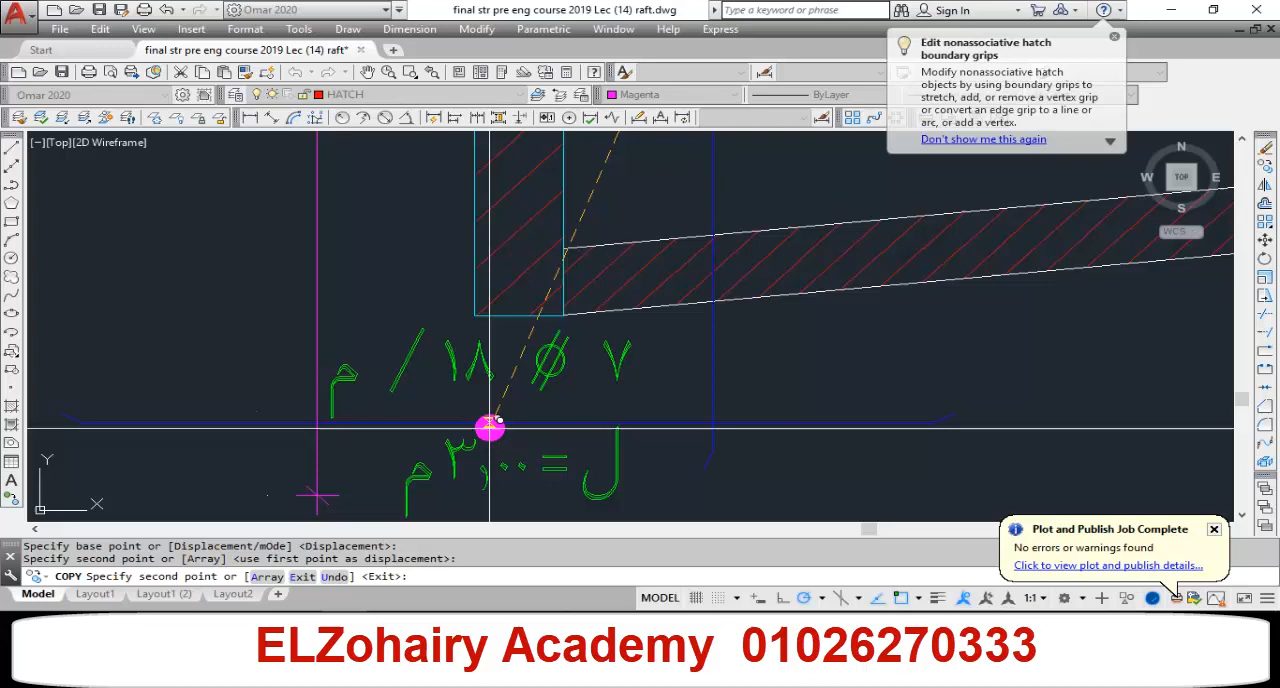 Omar 2020
final str pre eng course 2019 Lec (14) raft.dwg
Type a keyword or phrase
Sign In
File Edit View Insert Format Tools Draw Dimension Modify Parametric Window Help Express
Start
final str pre eng course 2019 Lec (14) raft*
Omar 2020
HATCH
Magenta
ByLayer
Edit nonassociative hatch
boundary grips
Modify nonassociative hatch
objects by using boundary grips to
stretch, add, or remove a vertex grip
or convert an edge grip to a line or
arc, or add a vertex.
Don't show me this again
[−][Top][2D Wireframe]
N
W TOP E
S
WCS
٧ ϕ ١٨ / م
ل = ٣,٠٠ م
Y
X
Specify base point or [Displacement/mOde] <Displacement>:
Specify second point or [Array] <use first point as displacement>:
COPY Specify second point or [Array Exit Undo] <Exit>:
Plot and Publish Job Complete
No errors or warnings found
Click to view plot and publish details...
Model Layout1 Layout1 (2) Layout2 +
MODEL 1:1
ELZohairy Academy 01026270333